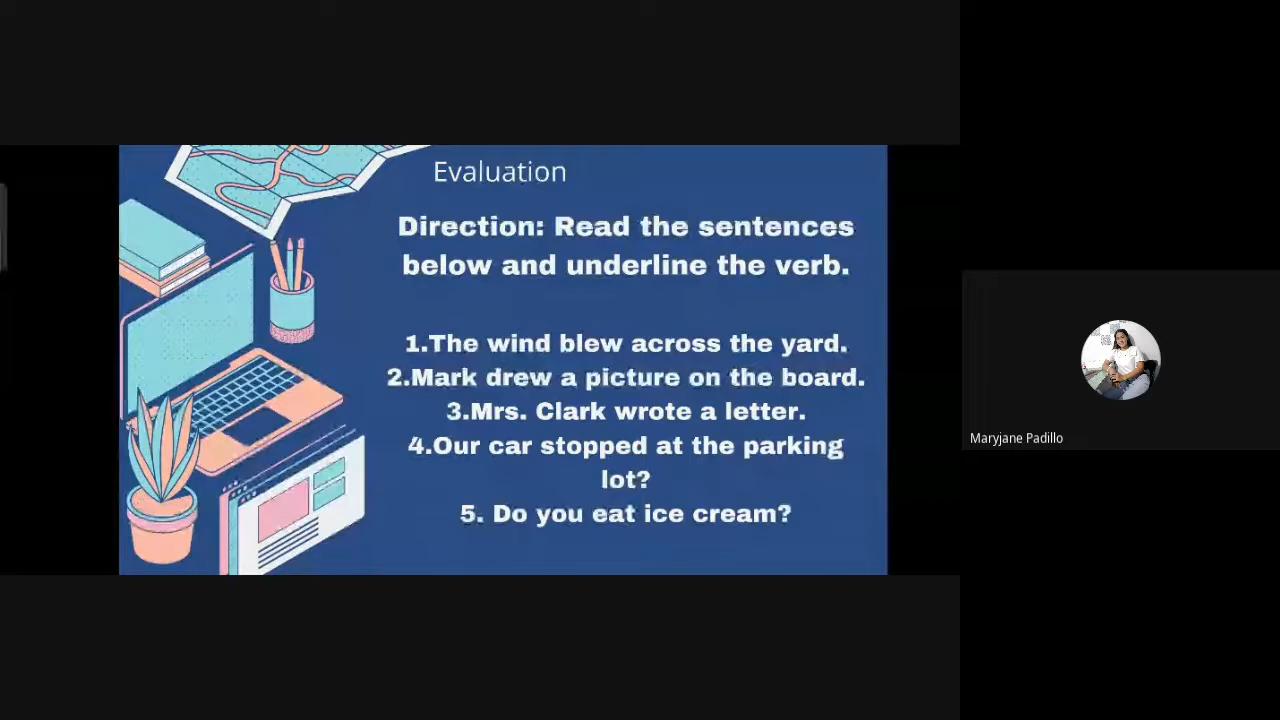 Evaluation
Direction: Read the sentences
below and underline the verb.
1.The wind blew across the yard.
2.Mark drew a picture on the board.
3.Mrs. Clark wrote a letter.
4.Our car stopped at the parking
lot?
5. Do you eat ice cream?
Maryjane Padillo